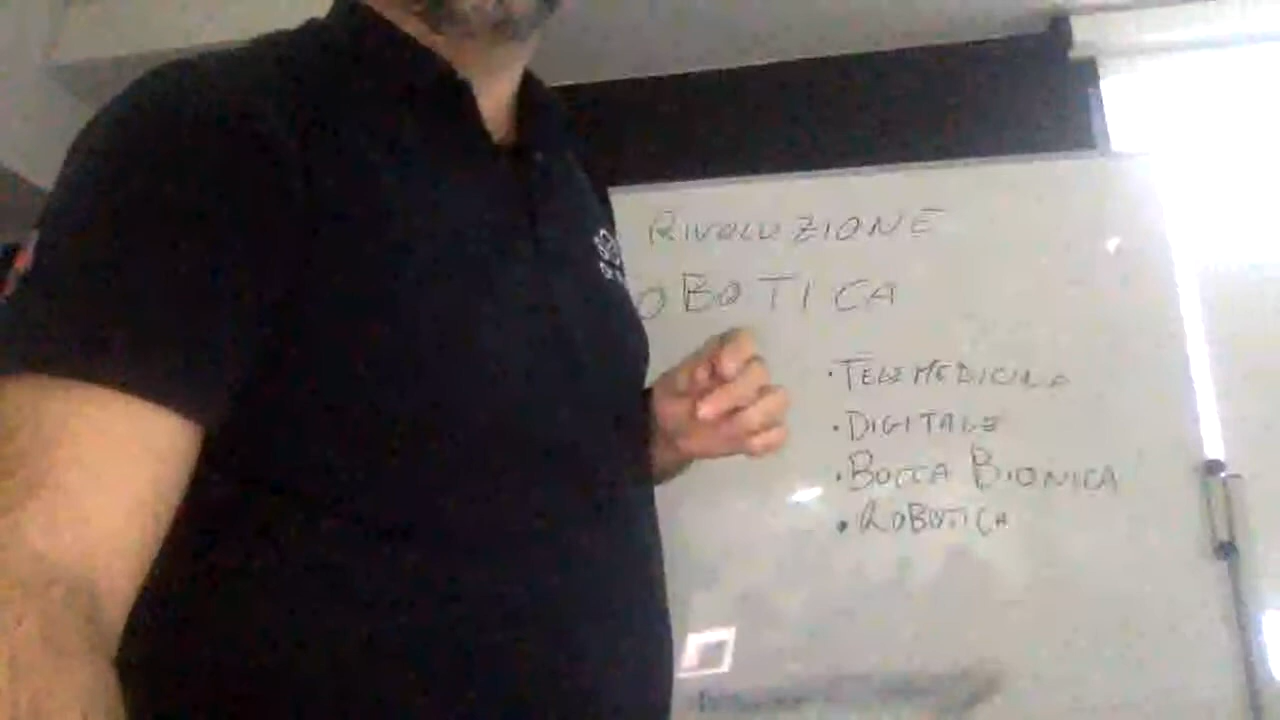 RIVOLUZIONE
OBOTICA
• TELEMEDICINA
• DIGITALE
• BOCCA BIONICA
• ROBOTICA